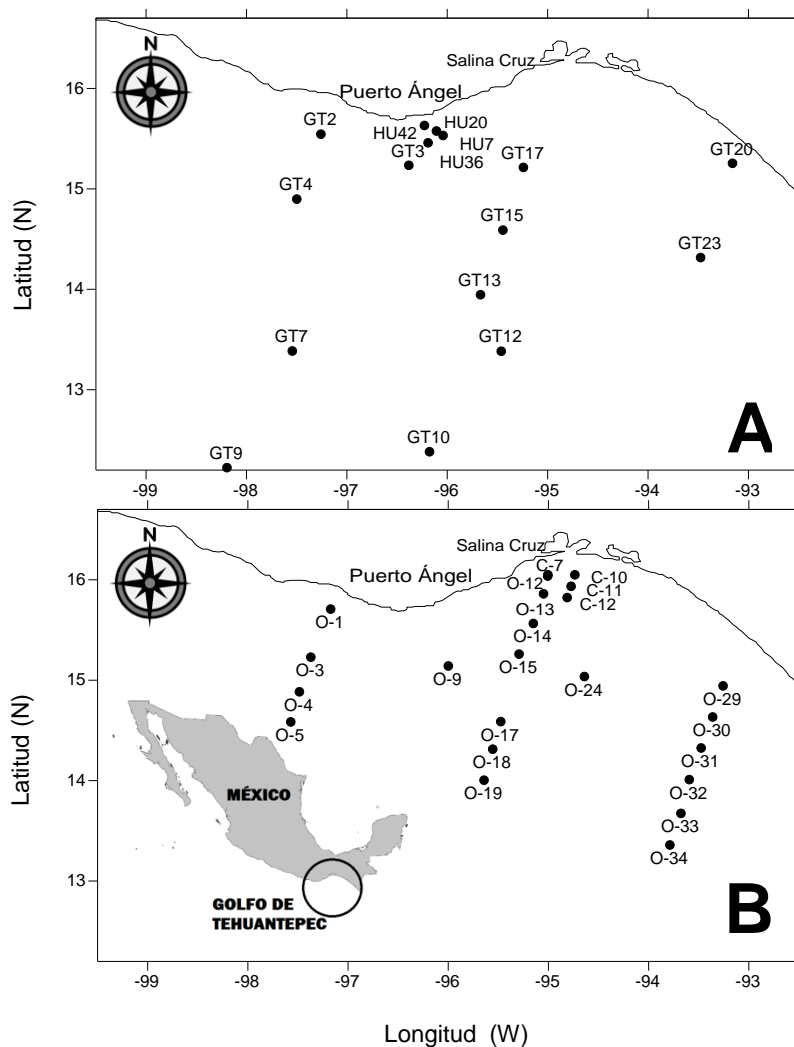 N
Salina Cruz
Puerto Ángel
16
GT2
HU42
HU20
HU7
GT3
HU36
GT17
GT20
15
GT4
GT15
GT23
14
GT13
GT7
GT12
13
GT10
GT9
A
-99
-98
-97
-96
-95
-94
-93
Latitud (N)
N
Salina Cruz
Puerto Ángel
16
C-7
O-12
C-10
C-11
C-12
O-1
O-13
O-14
O-3
O-15
O-9
15
O-24
O-4
O-29
O-5
O-17
O-30
O-18
O-31
14
O-19
O-32
MÉXICO
O-33
O-34
13
GOLFO DE
TEHUANTEPEC
B
-99
-98
-97
-96
-95
-94
-93
Latitud (N)
Longitud (W)